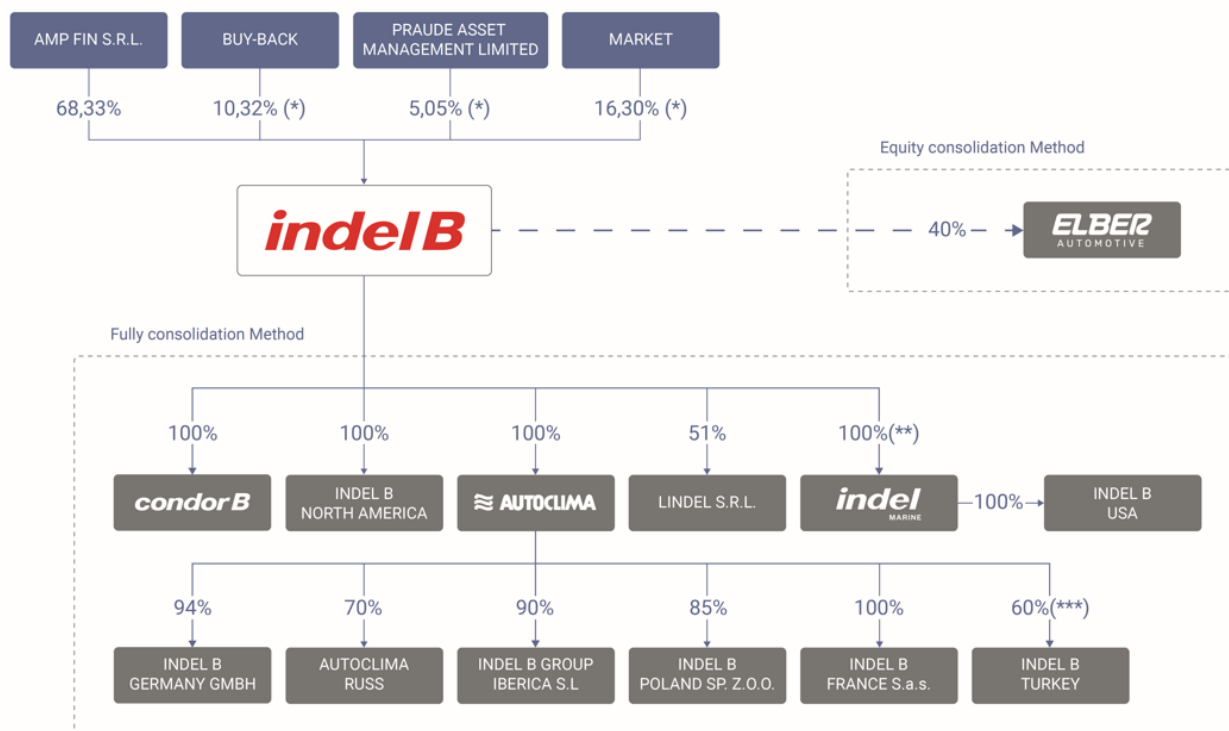 AMP FIN S.R.L.
BUY-BACK
PRAUDE ASSET
MANAGEMENT LIMITED
MARKET
68,33%
10,32% (*)
5,05% (*)
16,30% (*)
Equity consolidation Method
indel B
40%
ELBER
AUTOMOTIVE
Fully consolidation Method
100%
100%
100%
51%
100%(**)
condor B
INDEL B
NORTH AMERICA
AUTOCLIMA
LINDEL S.R.L.
indel
MARINE
100%
INDEL B
USA
94%
70%
90%
85%
100%
60%(***)
INDEL B
GERMANY GMBH
AUTOCLIMA
RUSS
INDEL B GROUP
IBERICA S.L
INDEL B
POLAND SP. Z.O.O.
INDEL B
FRANCE S.a.s.
INDEL B
TURKEY